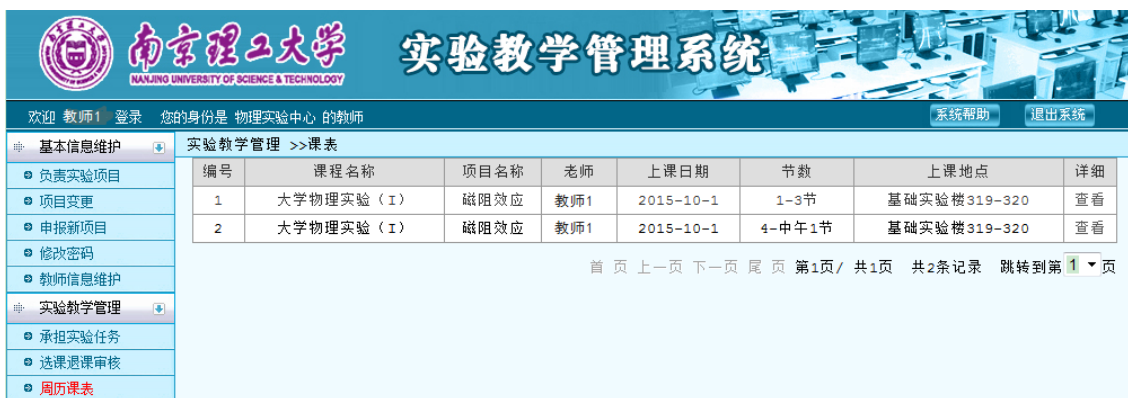 南京理工大学 实验教学管理系统
NANJING UNIVERSITY OF SCIENCE & TECHNOLOGY
欢迎 教师1 登录 您的身份是 物理实验中心 的教师 系统帮助 退出系统
基本信息维护
负责实验项目
项目变更
申报新项目
修改密码
教师信息维护
实验教学管理
承担实验任务
选课退课审核
周历课表
实验教学管理 >>课表
编号 课程名称 项目名称 老师 上课日期 节数 上课地点 详细
1 大学物理实验（I） 磁阻效应 教师1 2015-10-1 1-3节 基础实验楼319-320 查看
2 大学物理实验（I） 磁阻效应 教师1 2015-10-1 4-中午1节 基础实验楼319-320 查看
首 页 上一页 下一页 尾 页 第1页/ 共1页 共2条记录 跳转到第 1 页